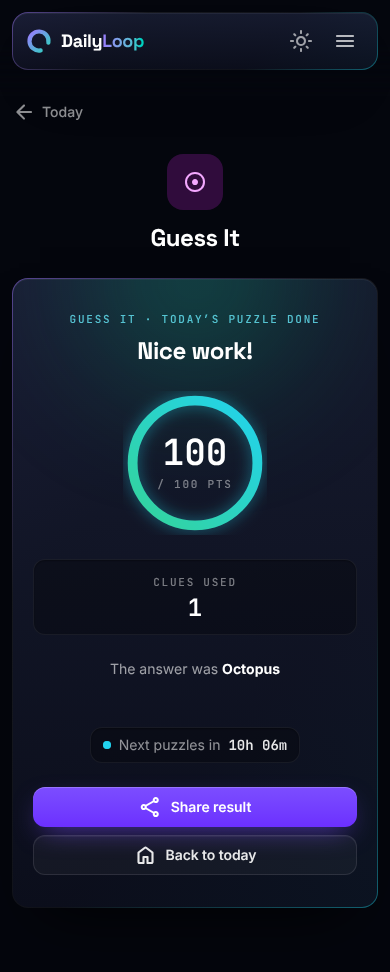 DailyLoop
Today
Guess It
GUESS IT · TODAY’S PUZZLE DONE
Nice work!
100
/ 100 PTS
CLUES USED
1
The answer was Octopus
Next puzzles in 10h 06m
Share result
Back to today